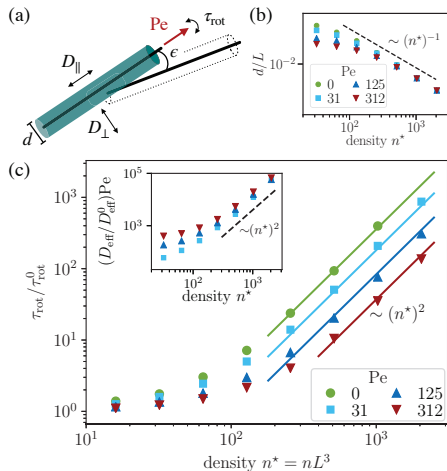 (a)
Pe
τrot
D∥
ϵ
D⊥
d
(b)
d/L
10⁻²
~ (n⋆)⁻¹
Pe
0 125
31 312
10² 10³
density n⋆
(c)
τrot/τ⁰rot
10³
10²
10¹
10⁰
(Deff/D⁰eff)Pe
10⁵
10³
~(n⋆)²
10² 10³
density n⋆
~ (n⋆)²
Pe
0 125
31 312
10¹ 10² 10³
density n⋆ = nL³